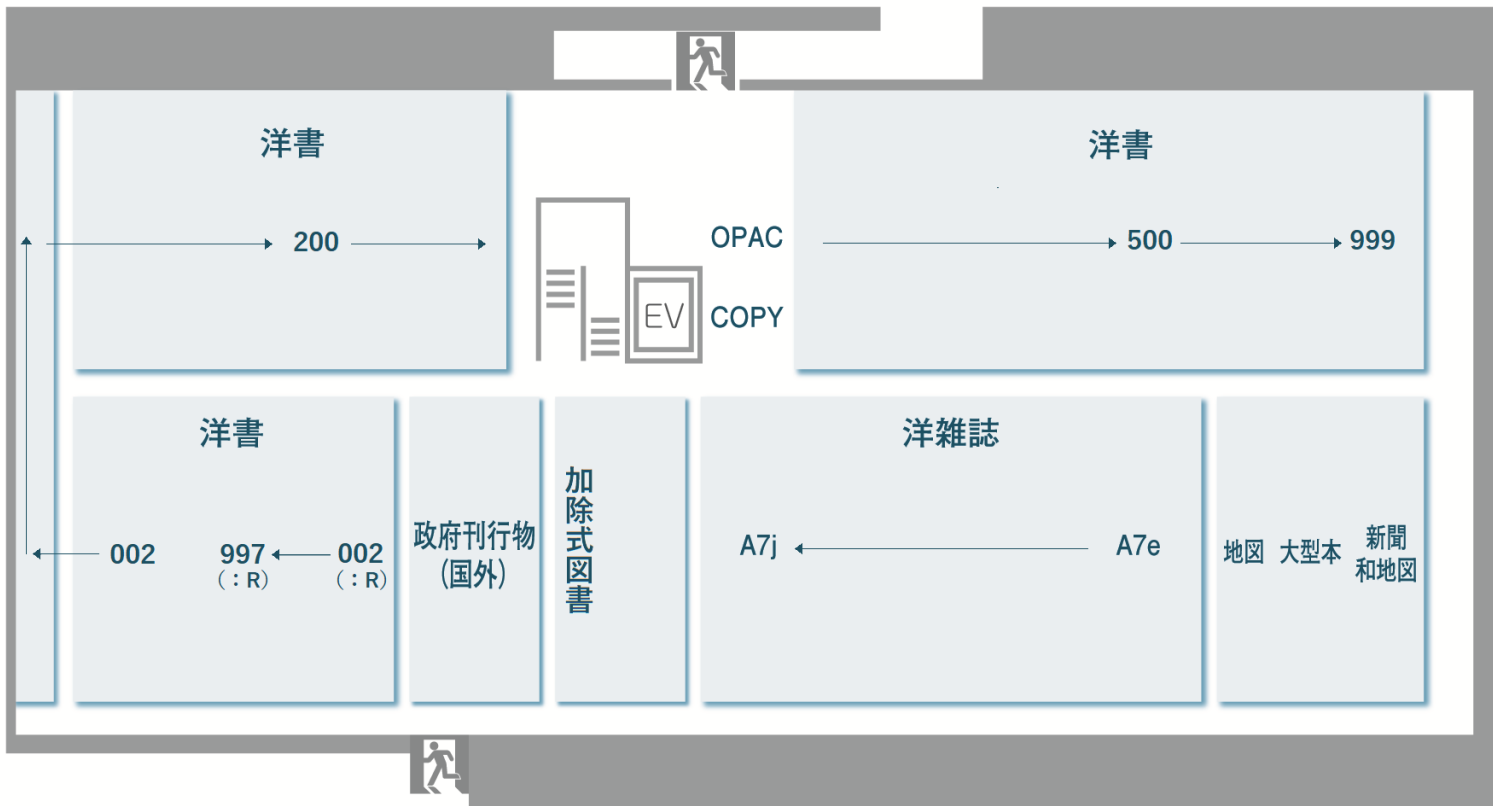 洋書
200
OPAC
EV
COPY
洋書
500
999
洋書
002
997
(:R)
002
(:R)
政府刊行物
(国外)
加除式図書
洋雑誌
A7j
A7e
地図
大型本
新聞
和地図